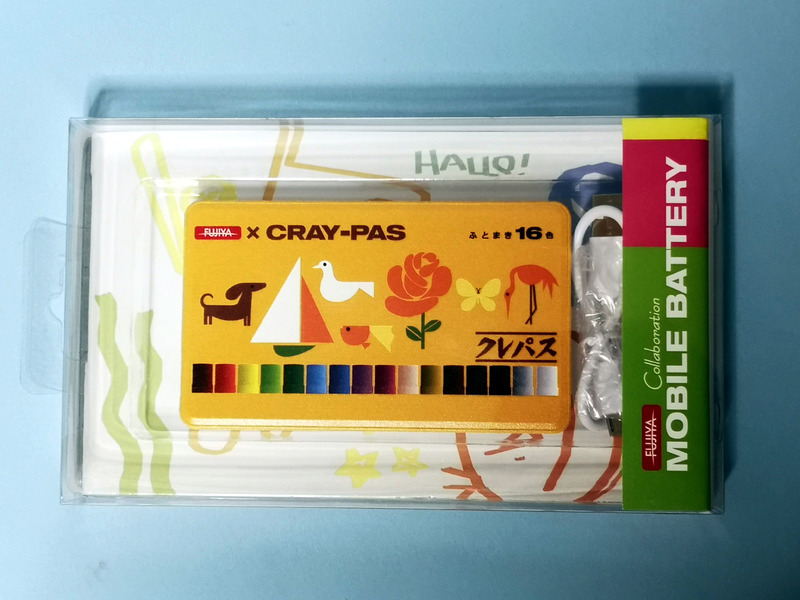 HALLO!
FUJIYA × CRAY-PAS
ふとまき16色
クレパス
FUJIYA
Collaboration
MOBILE BATTERY